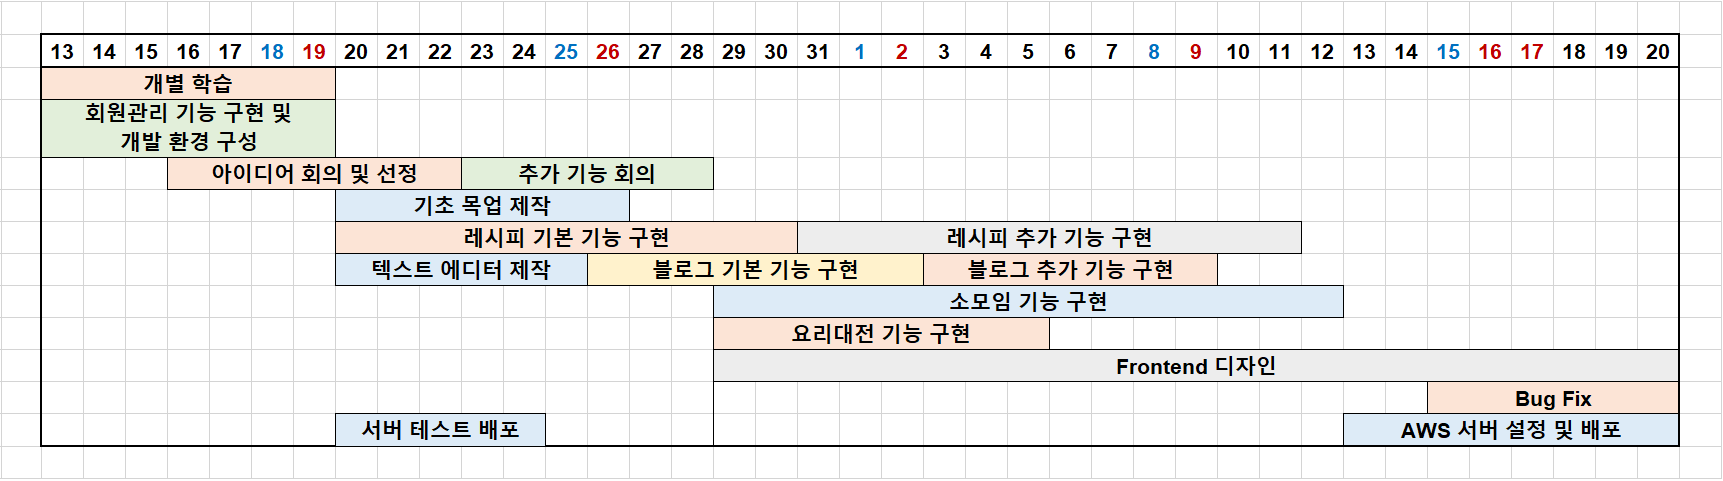 13 14 15 16 17 18 19 20 21 22 23 24 25 26 27 28 29 30 31 1 2 3 4 5 6 7 8 9 10 11 12 13 14 15 16 17 18 19 20
개별 학습
회원관리 기능 구현 및
개발 환경 구성
아이디어 회의 및 선정 추가 기능 회의
기초 목업 제작
레시피 기본 기능 구현 레시피 추가 기능 구현
텍스트 에디터 제작 블로그 기본 기능 구현 블로그 추가 기능 구현
소모임 기능 구현
요리대전 기능 구현
Frontend 디자인
Bug Fix
서버 테스트 배포 AWS 서버 설정 및 배포